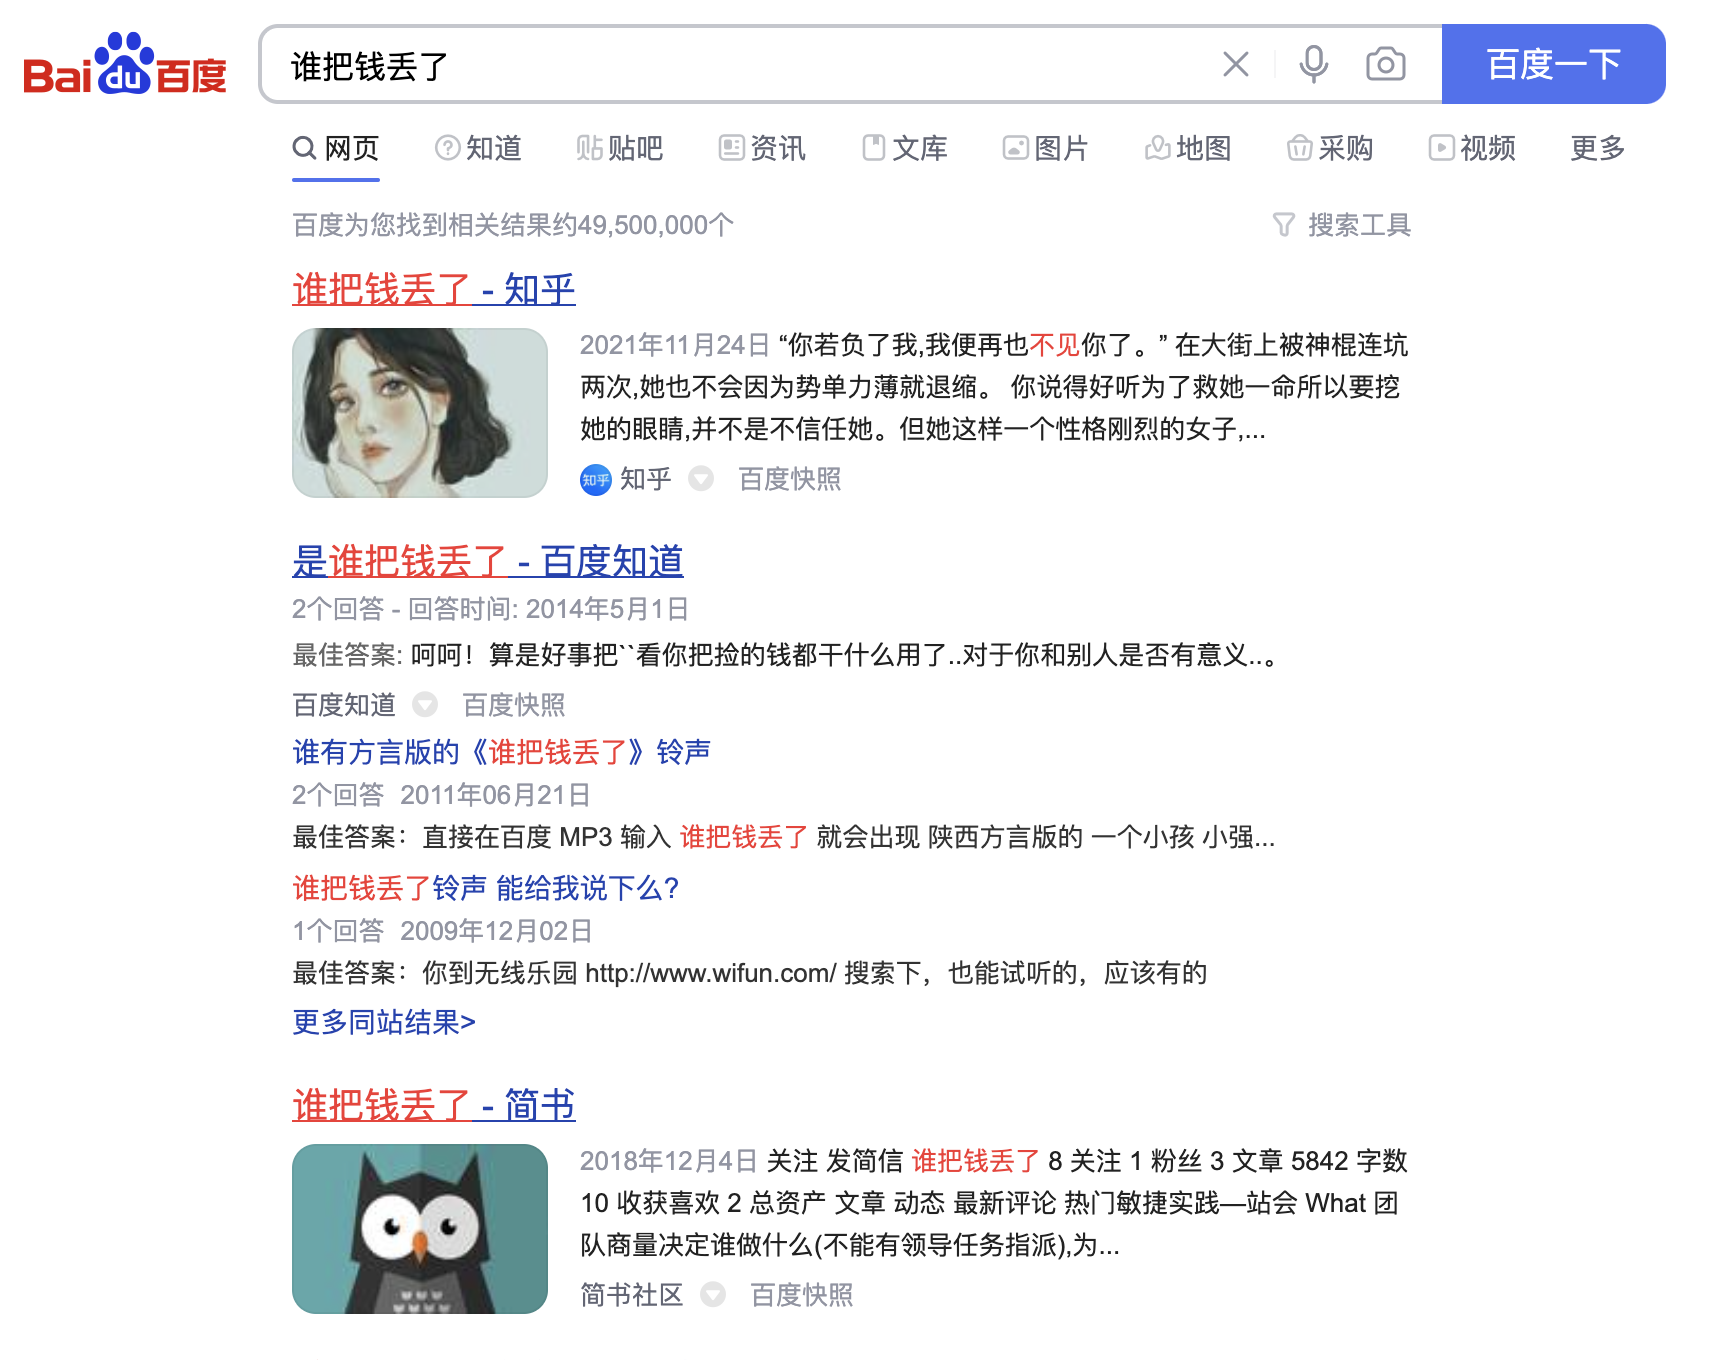 Bai du 百度
谁把钱丢了
百度一下
网页 知道 贴吧 资讯 文库 图片 地图 采购 视频 更多
百度为您找到相关结果约49,500,000个 搜索工具
谁把钱丢了 - 知乎
2021年11月24日 “你若负了我,我便再也不见你了。” 在大街上被神棍连坑
两次,她也不会因为势单力薄就退缩。 你说得好听为了救她一命所以要挖
她的眼睛,并不是不信任她。但她这样一个性格刚烈的女子,...
知乎 知乎 百度快照
是谁把钱丢了 - 百度知道
2个回答 - 回答时间: 2014年5月1日
最佳答案: 呵呵！算是好事把``看你把捡的钱都干什么用了..对于你和别人是否有意义..。
百度知道 百度快照
谁有方言版的《谁把钱丢了》铃声
2个回答 2011年06月21日
最佳答案：直接在百度 MP3 输入 谁把钱丢了 就会出现 陕西方言版的 一个小孩 小强...
谁把钱丢了铃声 能给我说下么?
1个回答 2009年12月02日
最佳答案：你到无线乐园 http://www.wifun.com/ 搜索下，也能试听的，应该有的
更多同站结果>
谁把钱丢了 - 简书
2018年12月4日 关注 发简信 谁把钱丢了 8 关注 1 粉丝 3 文章 5842 字数
10 收获喜欢 2 总资产 文章 动态 最新评论 热门敏捷实践—站会 What 团
队商量决定谁做什么(不能有领导任务指派),为...
简书社区 百度快照